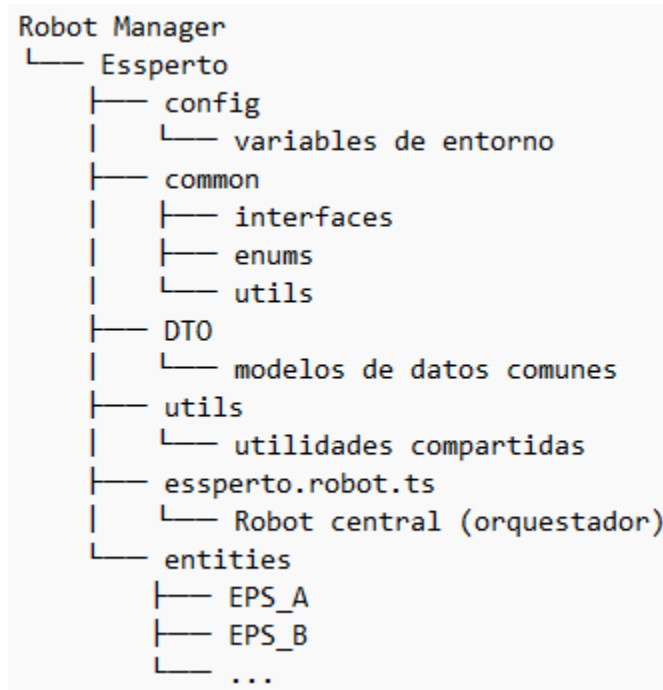 Robot Manager
└── Essperto
    ├── config
    │   └── variables de entorno
    ├── common
    │   ├── interfaces
    │   ├── enums
    │   └── utils
    ├── DTO
    │   └── modelos de datos comunes
    ├── utils
    │   └── utilidades compartidas
    ├── essperto.robot.ts
    │   └── Robot central (orquestador)
    └── entities
        ├── EPS_A
        ├── EPS_B
        └── ...